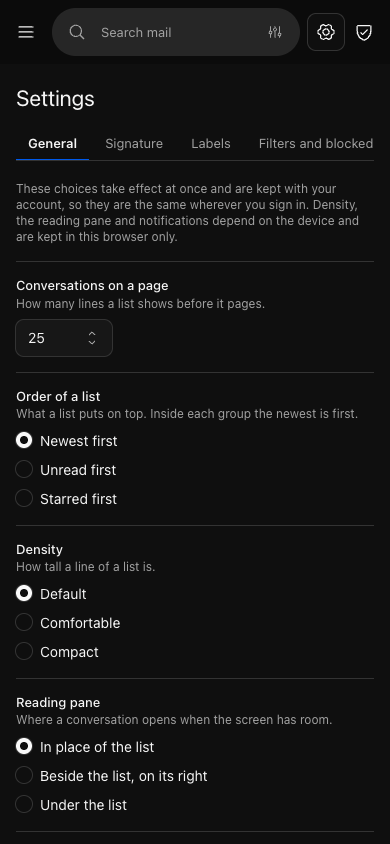 Search mail
Settings
General
Signature
Labels
Filters and blocked
These choices take effect at once and are kept with your
account, so they are the same wherever you sign in. Density,
the reading pane and notifications depend on the device and
are kept in this browser only.
Conversations on a page
How many lines a list shows before it pages.
25
Order of a list
What a list puts on top. Inside each group the newest is first.
Newest first
Unread first
Starred first
Density
How tall a line of a list is.
Default
Comfortable
Compact
Reading pane
Where a conversation opens when the screen has room.
In place of the list
Beside the list, on its right
Under the list